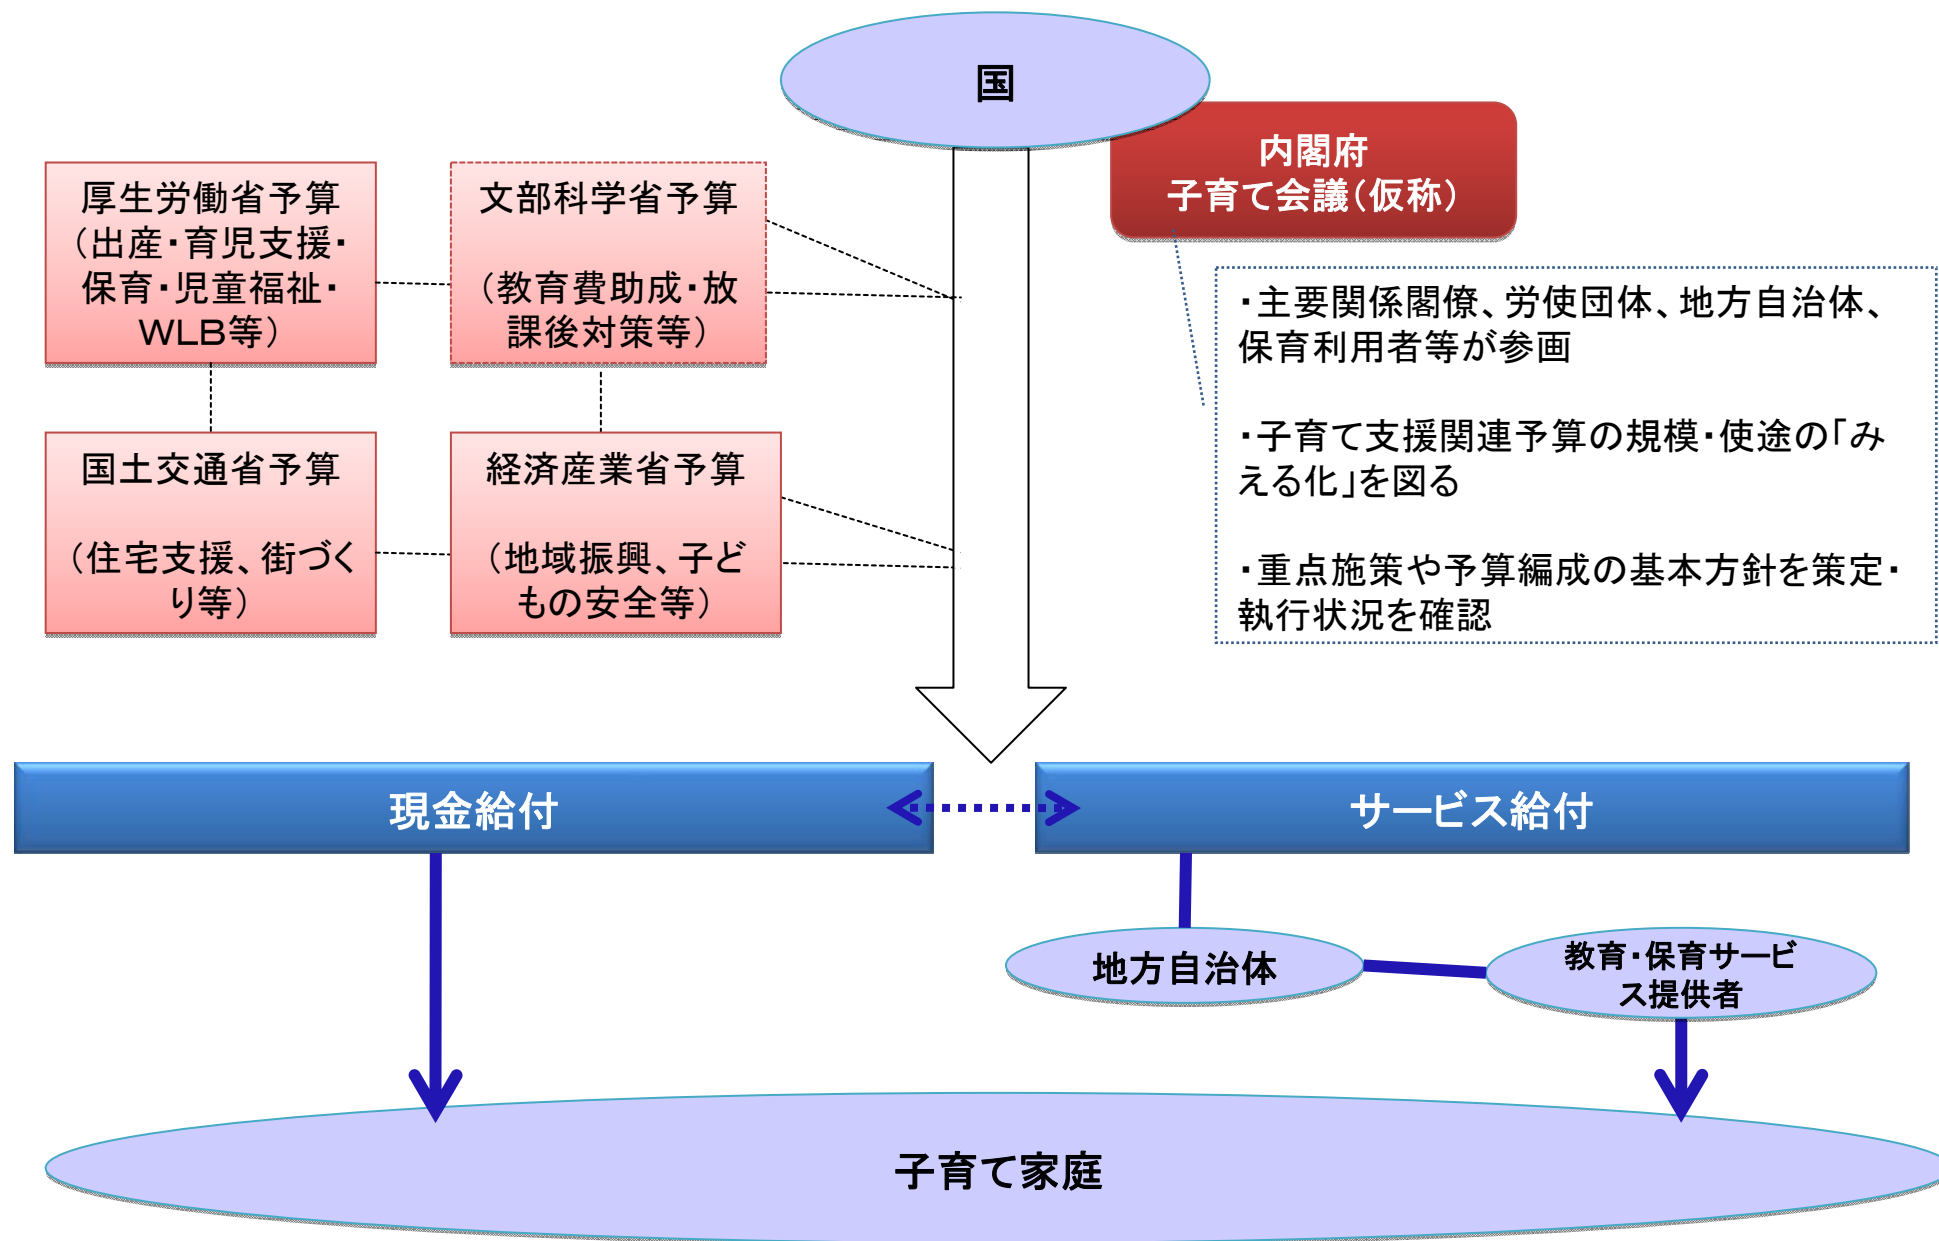 国
内閣府
子育て会議(仮称)
厚生労働省予算
(出産・育児支援・
保育・児童福祉・
WLB等)
文部科学省予算
(教育費助成・放
課後対策等)
・主要関係閣僚、労使団体、地方自治体、
保育利用者等が参画
・子育て支援関連予算の規模・使途の「み
える化」を図る
・重点施策や予算編成の基本方針を策定・
執行状況を確認
国土交通省予算
(住宅支援、街づく
り等)
経済産業省予算
(地域振興、子ど
もの安全等)
現金給付
サービス給付
地方自治体
教育・保育サービ
ス提供者
子育て家庭